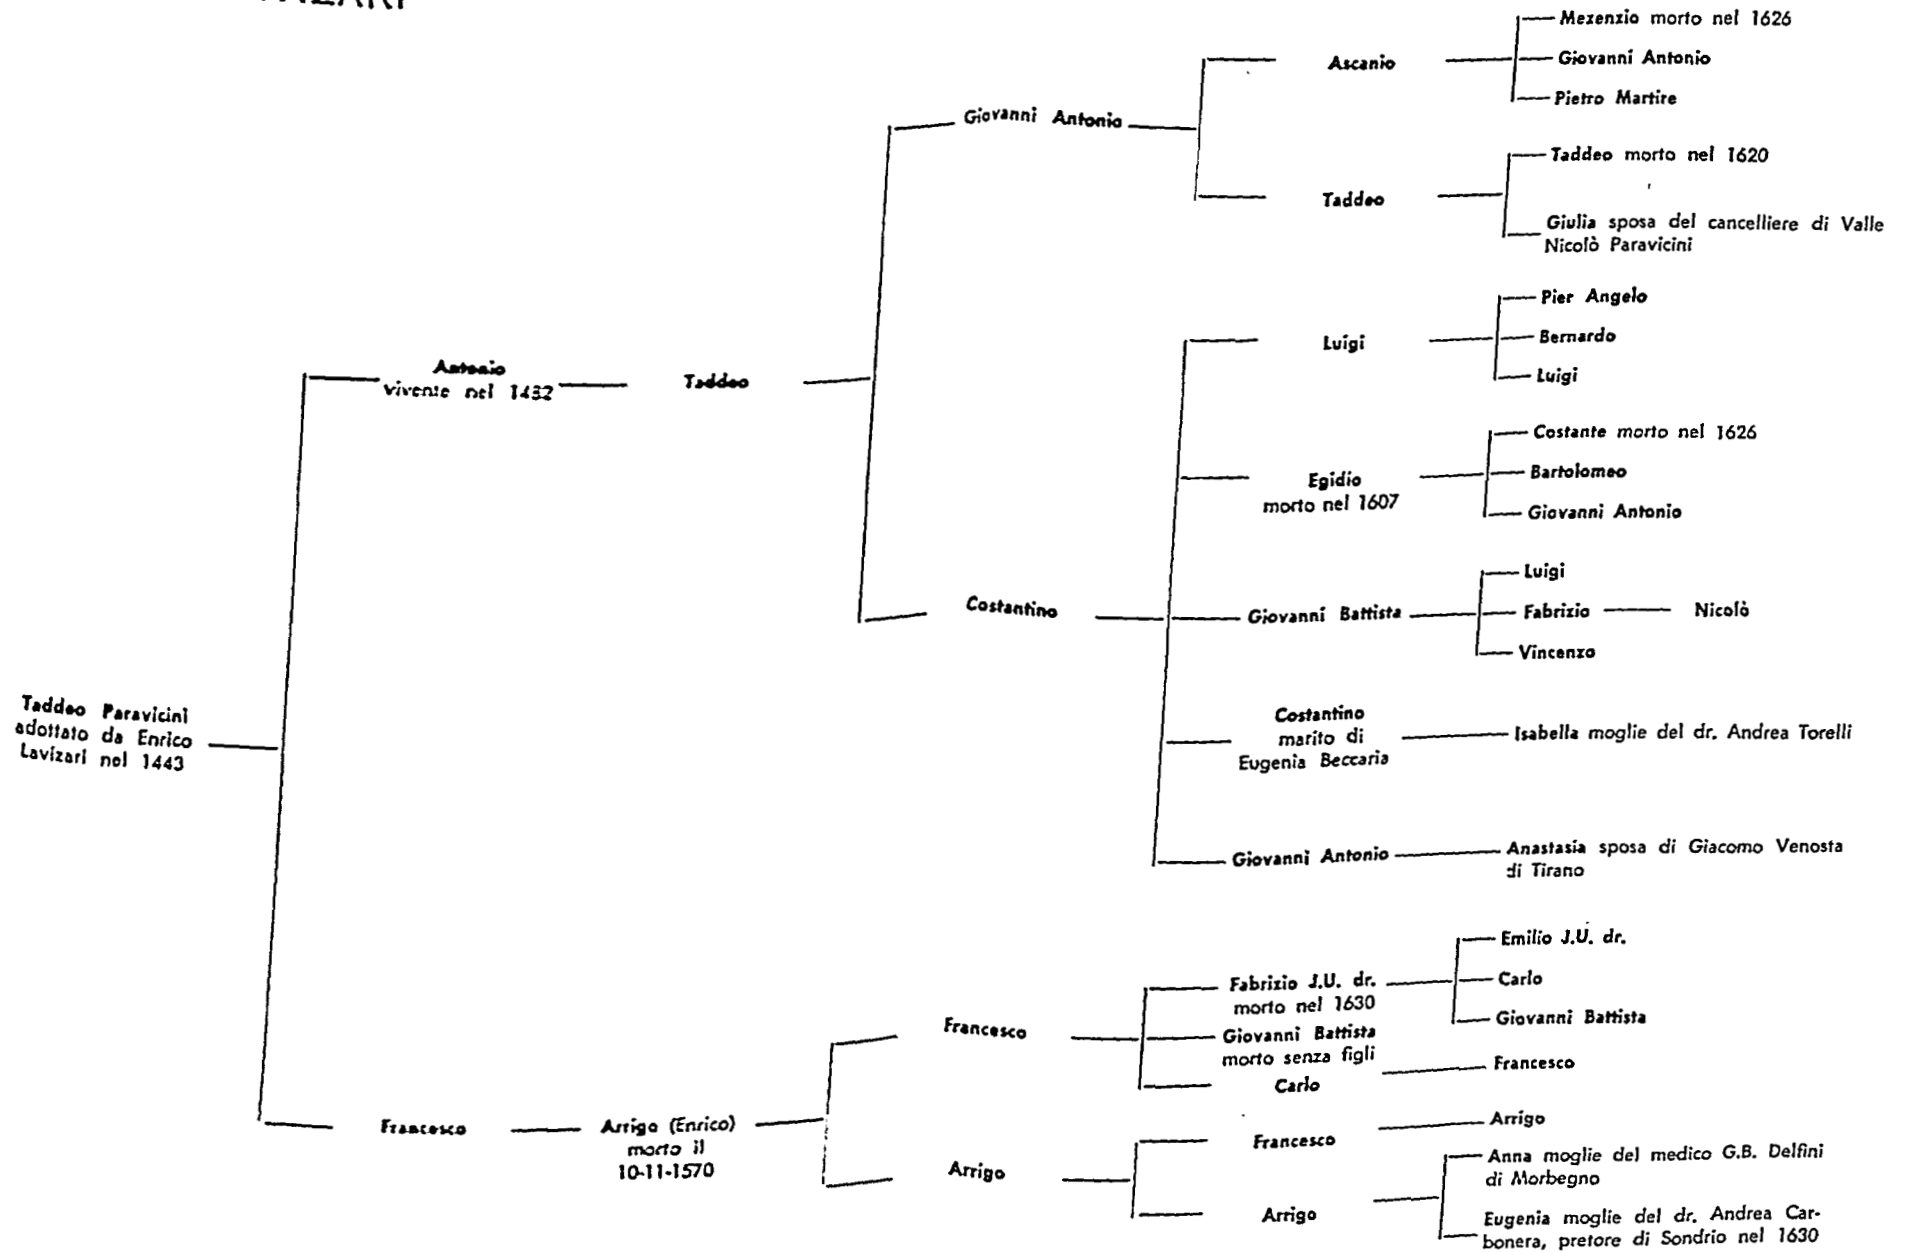 Mezenzio morto nel 1626
Ascanio
Giovanni Antonio
Pietro Martire
Giovanni Antonio
Taddeo morto nel 1620
Taddeo
Giulia sposa del cancelliere di Valle
Nicolò Paravicini
Pier Angelo
Luigi
Bernardo
Luigi
Antonio
vivente nel 1432
Taddeo
Costante morto nel 1626
Egidio
morto nel 1607
Bartolomeo
Giovanni Antonio
Luigi
Costantino
Giovanni Battista
Fabrizio
Nicolò
Vincenzo
Taddeo Paravicini
adottato da Enrico
Lavizari nel 1443
Costantino
marito di
Eugenia Beccaria
Isabella moglie del dr. Andrea Torelli
Giovanni Antonio
Anastasia sposa di Giacomo Venosta
di Tirano
Emilio J.U. dr.
Fabrizio J.U. dr.
morto nel 1630
Carlo
Giovanni Battista
Francesco
Giovanni Battista
morto senza figli
Carlo
Francesco
Francesco
Arrigo (Enrico)
morto il
10-11-1570
Francesco
Arrigo
Arrigo
Anna moglie del medico G.B. Delfini
di Morbegno
Arrigo
Eugenia moglie del dr. Andrea Car-
bonera, pretore di Sondrio nel 1630